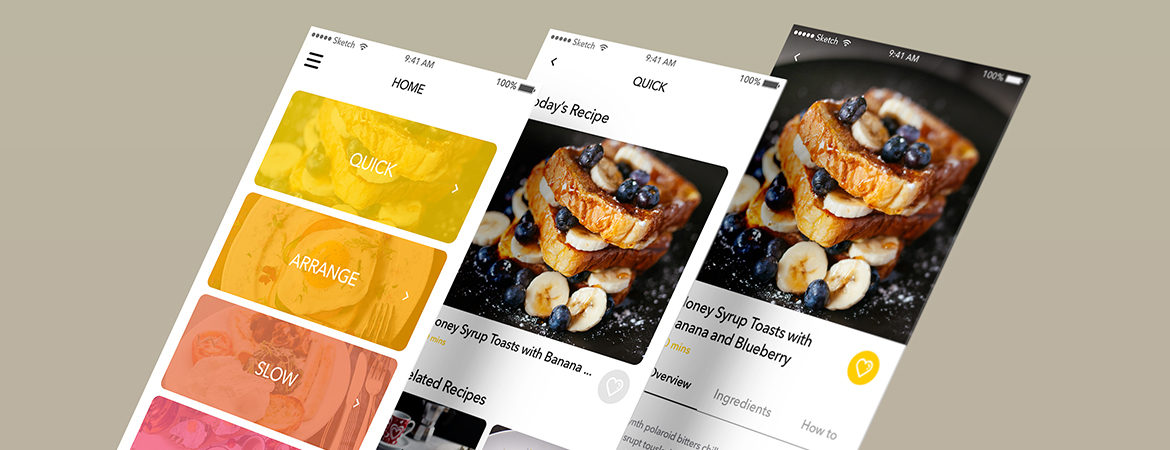 Sketch
9:41 AM
100%
HOME
QUICK
ARRANGE
SLOW
Sketch
9:41 AM
100%
QUICK
oday's Recipe
oney Syrup Toasts with Banana ...
mins
elated Recipes
Sketch
9:41 AM
100%
oney Syrup Toasts with
anana and Blueberry
0 mins
Overview
Ingredients
How to
nth polaroid bitters chill
srupt